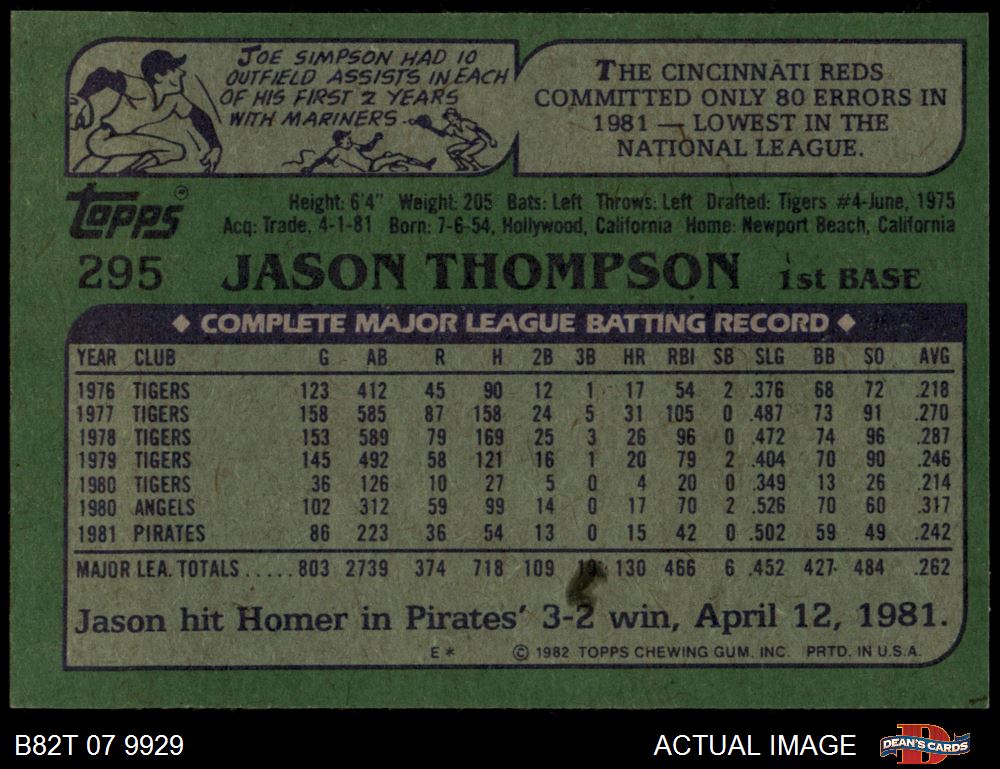 JOE SIMPSON HAD 10
OUTFIELD ASSISTS IN EACH
OF HIS FIRST 2 YEARS
WITH MARINERS.
THE CINCINNATI REDS
COMMITTED ONLY 80 ERRORS IN
1981 — LOWEST IN THE
NATIONAL LEAGUE.
topps®
Height: 6'4" Weight: 205 Bats: Left Throws: Left Drafted: Tigers #4-June, 1975
Acq: Trade, 4-1-81 Born: 7-6-54, Hollywood, California Home: Newport Beach, California
295 JASON THOMPSON 1st BASE
◆ COMPLETE MAJOR LEAGUE BATTING RECORD ◆
YEAR CLUB G AB R H 2B 3B HR RBI SB SLG BB SO AVG
1976 TIGERS 123 412 45 90 12 1 17 54 2 .376 68 72 .218
1977 TIGERS 158 585 87 158 24 5 31 105 0 .487 73 91 .270
1978 TIGERS 153 589 79 169 25 3 26 96 0 .472 74 96 .287
1979 TIGERS 145 492 58 121 16 1 20 79 2 .404 70 90 .246
1980 TIGERS 36 126 10 27 5 0 4 20 0 .349 13 26 .214
1980 ANGELS 102 312 59 99 14 0 17 70 2 .526 70 60 .317
1981 PIRATES 86 223 36 54 13 0 15 42 0 .502 59 49 .242
MAJOR LEA. TOTALS ..... 803 2739 374 718 109 130 466 6 .452 427 484 .262
Jason hit Homer in Pirates' 3-2 win, April 12, 1981.
E* © 1982 TOPPS CHEWING GUM, INC. PRTD. IN U.S.A.
B82T 07 9929 ACTUAL IMAGE DEAN'S CARDS